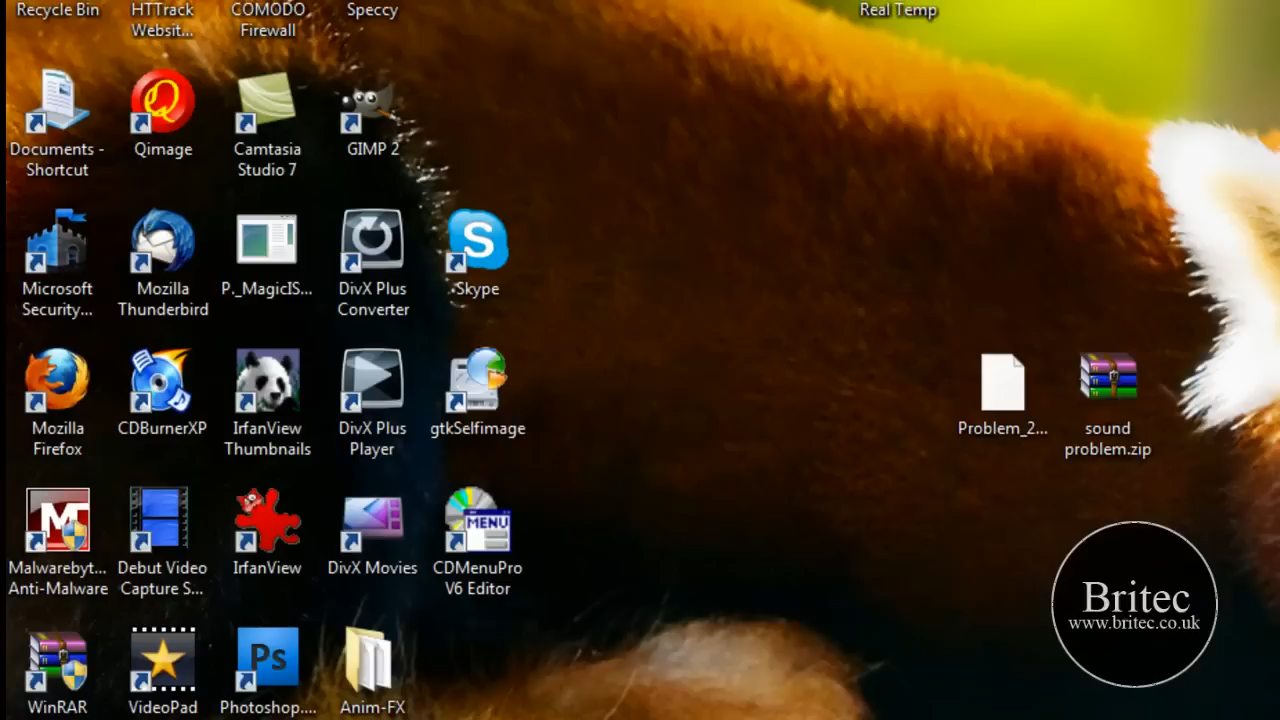 Recycle Bin
HTTrack
Websit...
COMODO
Firewall
Speccy
Real Temp
Documents -
Shortcut
Qimage
Camtasia
Studio 7
GIMP 2
Microsoft
Security...
Mozilla
Thunderbird
P._MagicIS...
DivX Plus
Converter
Skype
Mozilla
Firefox
CDBurnerXP
IrfanView
Thumbnails
DivX Plus
Player
gtkSelfimage
Problem_2...
sound
problem.zip
MENU
Malwarebyt...
Anti-Malware
Debut Video
Capture S...
IrfanView
DivX Movies
CDMenuPro
V6 Editor
Britec
www.britec.co.uk
Ps
WinRAR
VideoPad
Photoshop....
Anim-FX